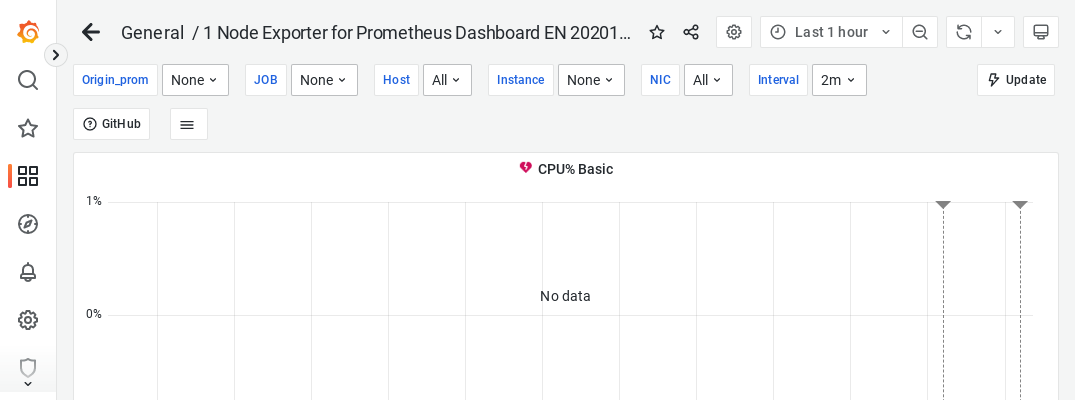 General / 1 Node Exporter for Prometheus Dashboard EN 20201... Last 1 hour
Origin_prom None JOB None Host All Instance None NIC All Interval 2m Update
GitHub
CPU% Basic
1%
No data
0%